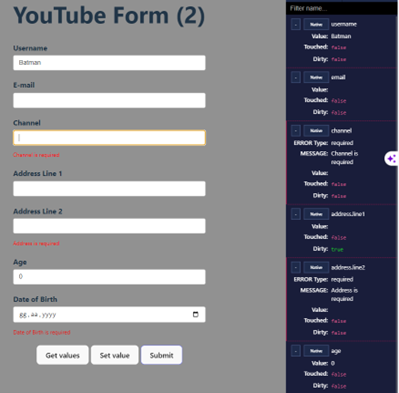 YouTube Form (2)
Username
Batman
E-mail
Channel
Channel is required
Address Line 1
Address Line 2
Address is required
Age
0
Date of Birth
gg.aa.yyyy
Date of Birth is required
Get values
Set value
Submit
Filter name...
- Native username
Value: Batman
Touched: false
Dirty: false
- Native email
Value:
Touched: false
Dirty: false
- Native channel
ERROR Type: required
MESSAGE: Channel is
required
Value:
Touched: false
Dirty: false
- Native address.line1
Value:
Touched: false
Dirty: true
- Native address.line2
ERROR Type: required
MESSAGE: Address is
required
Value:
Touched: false
Dirty: false
- Native age
Value: 0
Touched: false
Dirty: false